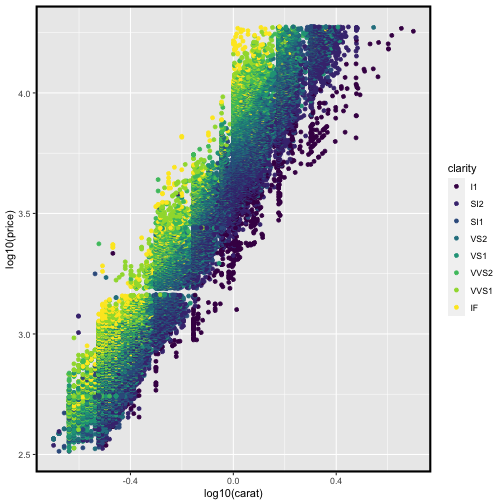 4.0
3.5
3.0
2.5
log10(price)
-0.4
0.0
0.4
log10(carat)
clarity
I1
SI2
SI1
VS2
VS1
VVS2
VVS1
IF